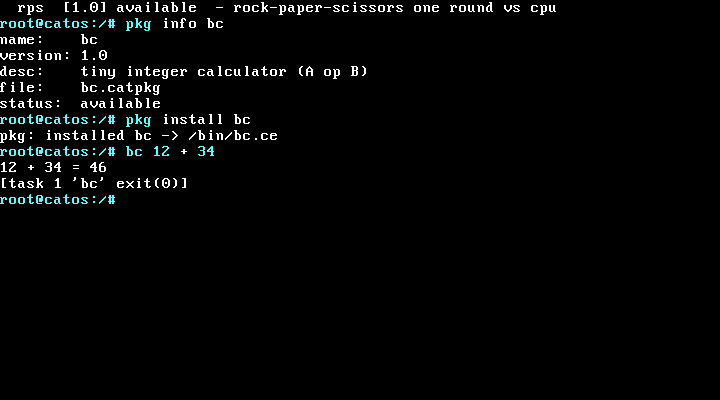 rps [1.0] available  - rock-paper-scissors one round vs cpu
root@catos:/# pkg info bc
name:    bc
version: 1.0
desc:    tiny integer calculator (A op B)
file:    bc.catpkg
status:  available
root@catos:/# pkg install bc
pkg: installed bc -> /bin/bc.ce
root@catos:/# bc 12 + 34
12 + 34 = 46
[task 1 'bc' exit(0)]
root@catos:/#